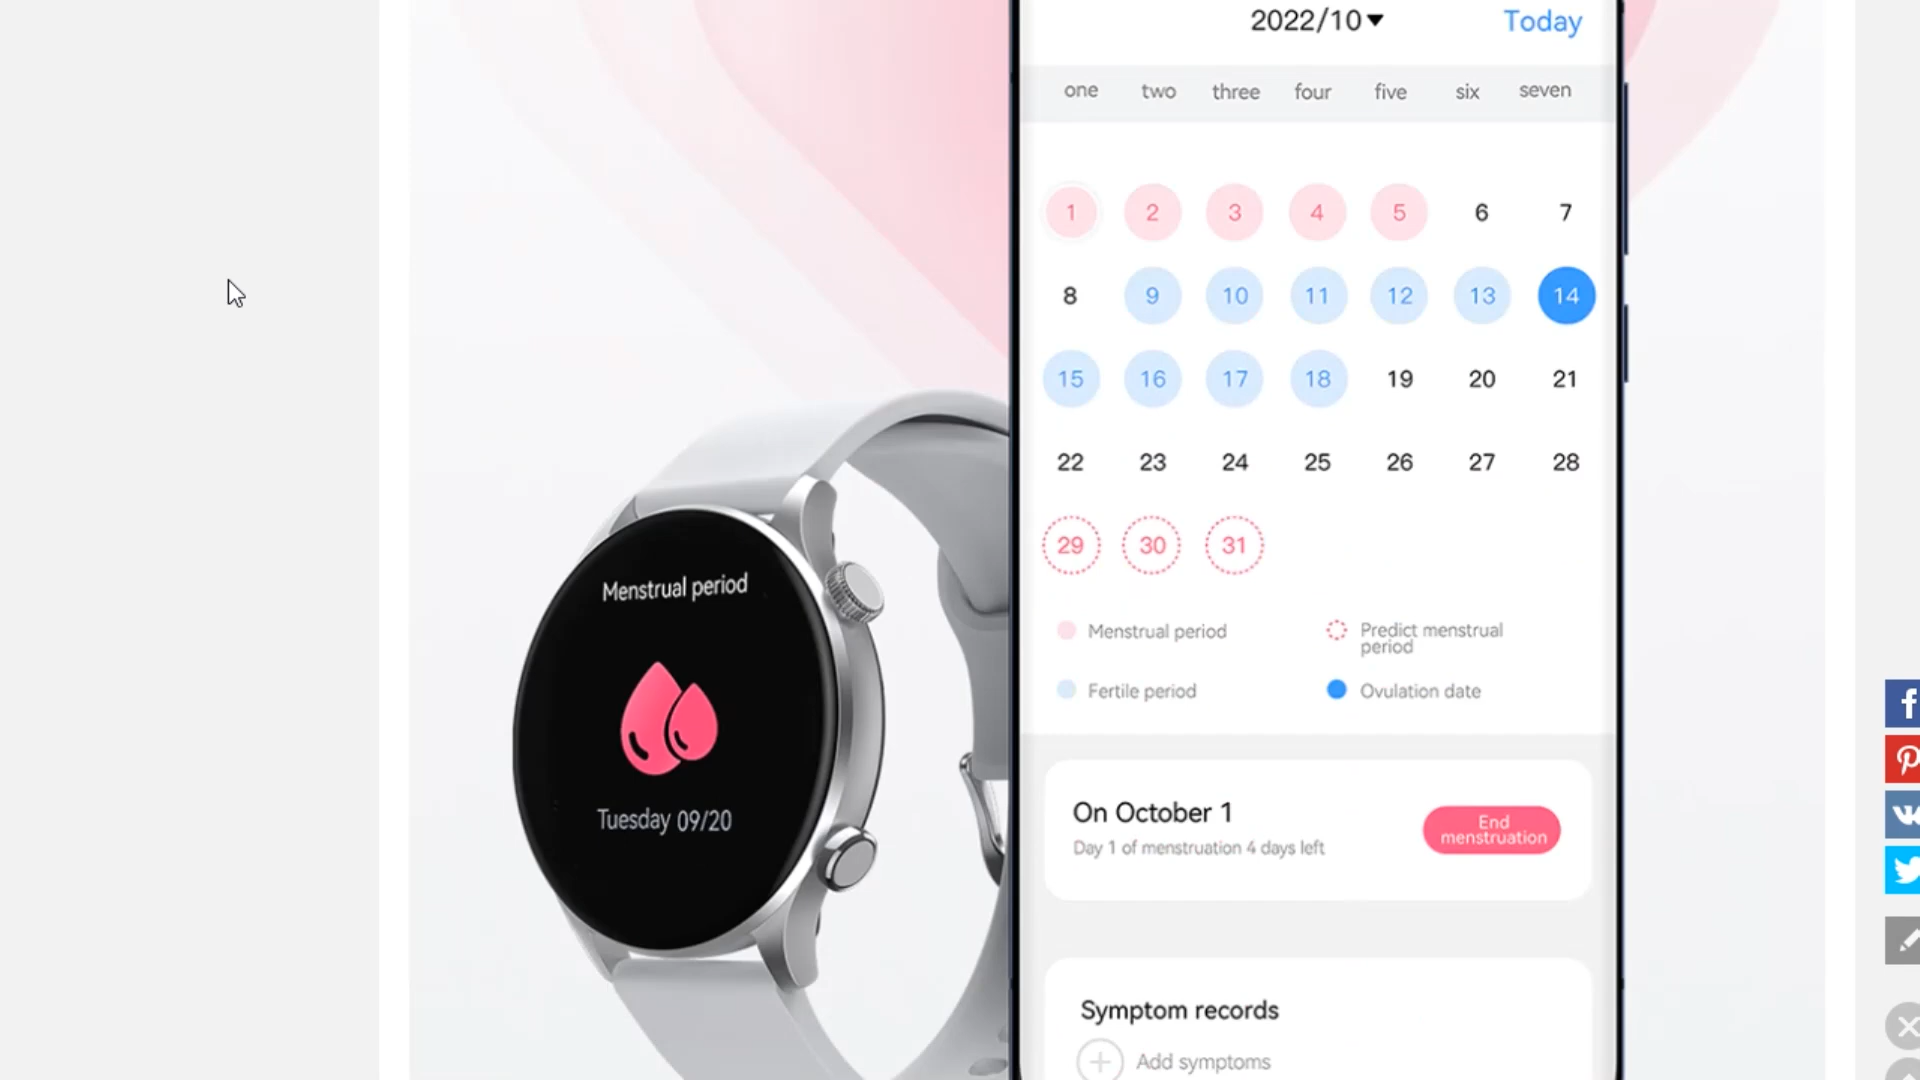 2022/10▼ Today
one two three four five six seven
1 2 3 4 5 6 7
8 9 10 11 12 13 14
15 16 17 18 19 20 21
22 23 24 25 26 27 28
29 30 31
Menstrual period
Predict menstrual
period
Fertile period
Ovulation date
On October 1
Day 1 of menstruation 4 days left
End
menstruation
Symptom records
Add symptoms
Menstrual period
Tuesday 09/20